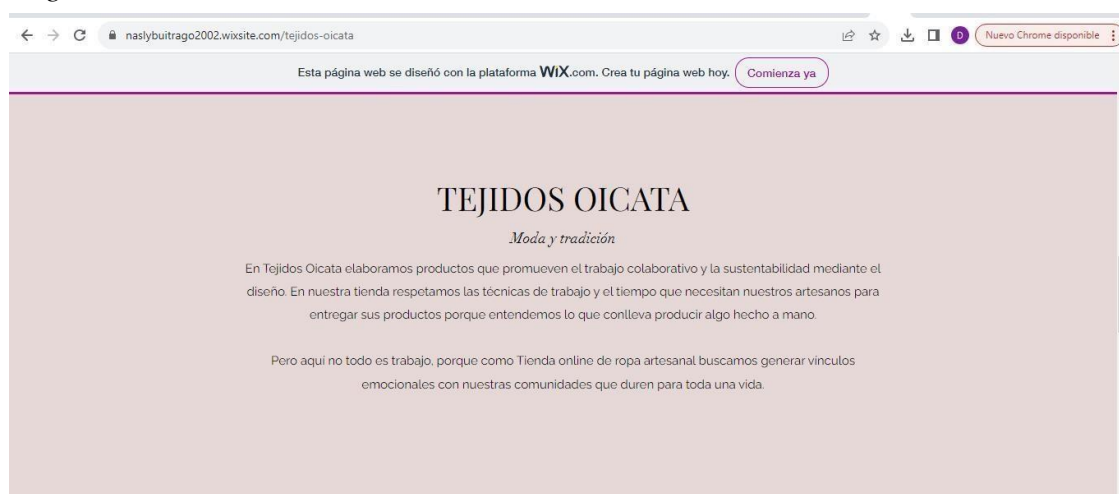 naslybuitrago2002.wixsite.com/tejidos-oicata
D
Nuevo Chrome disponible
Esta página web se diseñó con la plataforma WiX.com. Crea tu página web hoy. Comienza ya
TEJIDOS OICATA
Moda y tradición
En Tejidos Oicata elaboramos productos que promueven el trabajo colaborativo y la sustentabilidad mediante el
diseño. En nuestra tienda respetamos las técnicas de trabajo y el tiempo que necesitan nuestros artesanos para
entregar sus productos porque entendemos lo que conlleva producir algo hecho a mano.
Pero aquí no todo es trabajo, porque como Tienda online de ropa artesanal buscamos generar vínculos
emocionales con nuestras comunidades que duren para toda una vida.